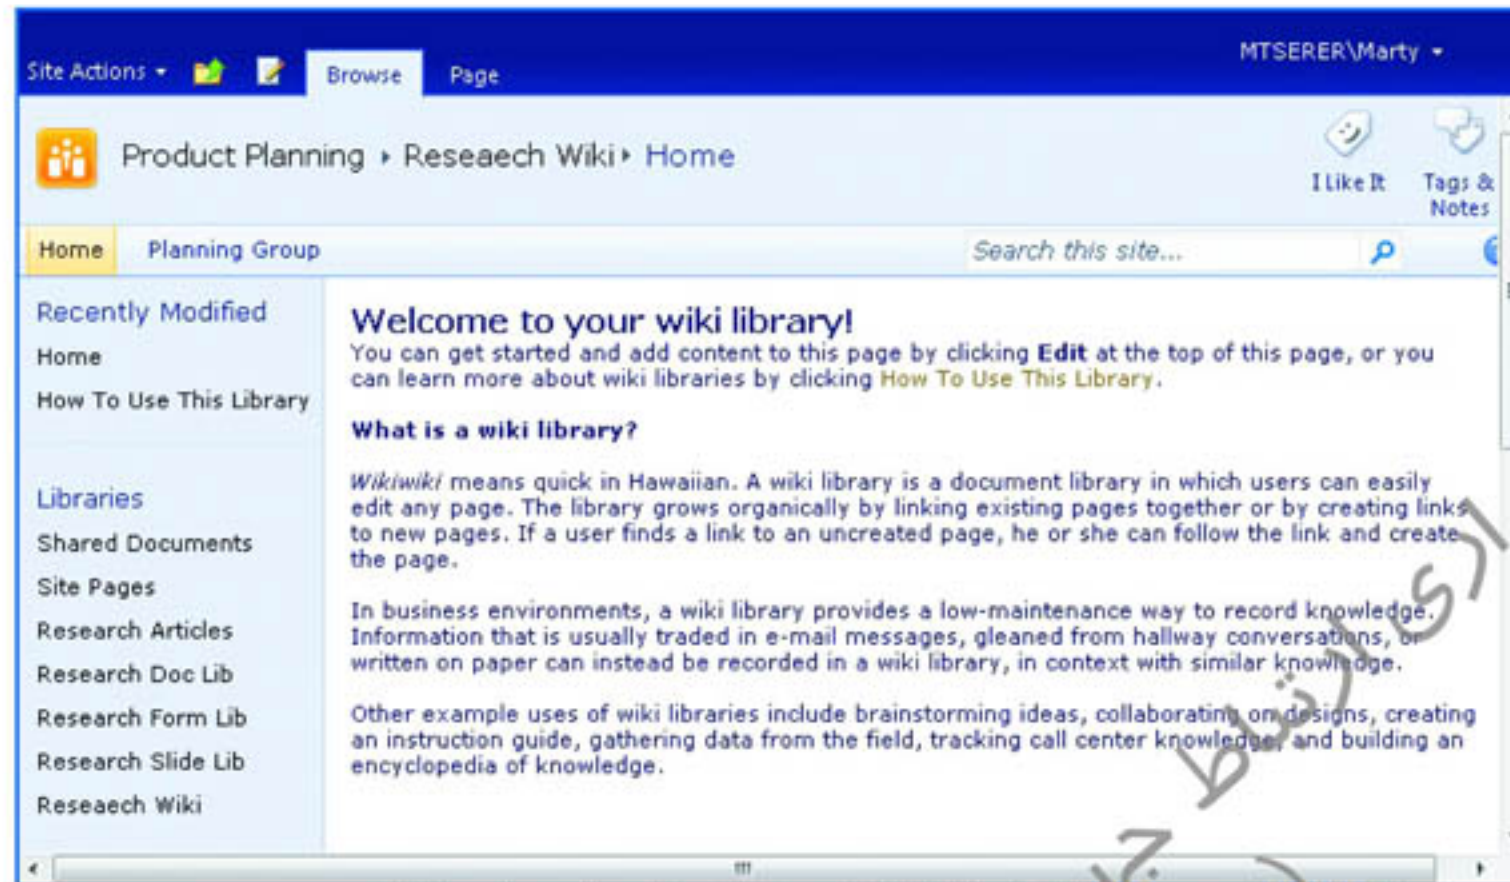 MTSERER\Marty
Site Actions
Browse
Page
Product Planning ▸ Reseaech Wiki ▸ Home
I Like It
Tags &
Notes
Home
Planning Group
Search this site...
Recently Modified
Home
How To Use This Library
Libraries
Shared Documents
Site Pages
Research Articles
Research Doc Lib
Research Form Lib
Research Slide Lib
Reseaech Wiki
Welcome to your wiki library!
You can get started and add content to this page by clicking Edit at the top of this page, or you
can learn more about wiki libraries by clicking How To Use This Library.
What is a wiki library?
Wikiwiki means quick in Hawaiian. A wiki library is a document library in which users can easily
edit any page. The library grows organically by linking existing pages together or by creating links
to new pages. If a user finds a link to an uncreated page, he or she can follow the link and create
the page.
In business environments, a wiki library provides a low-maintenance way to record knowledge.
Information that is usually traded in e-mail messages, gleaned from hallway conversations, or
written on paper can instead be recorded in a wiki library, in context with similar knowledge.
Other example uses of wiki libraries include brainstorming ideas, collaborating on designs, creating
an instruction guide, gathering data from the field, tracking call center knowledge, and building an
encyclopedia of knowledge.
ارتباط